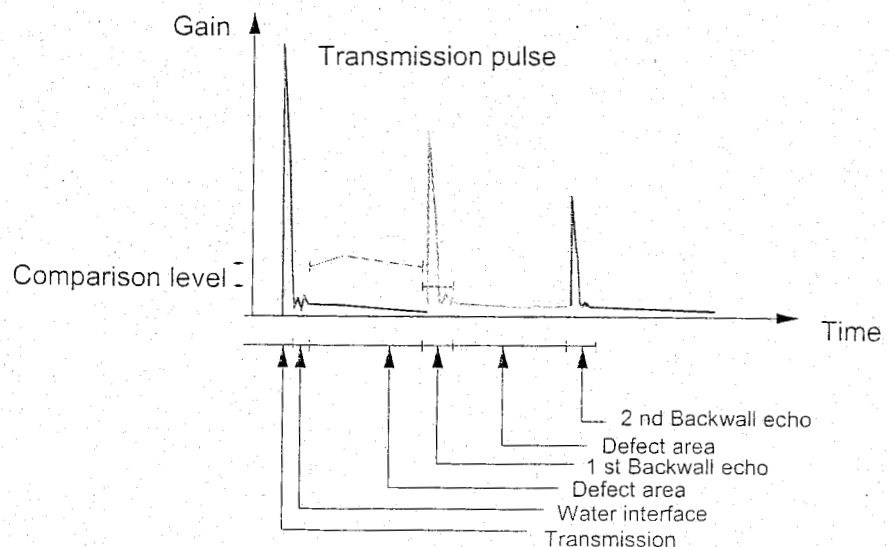 Gain
Transmission pulse
Comparison level
Time
2 nd Backwall echo
Defect area
1 st Backwall echo
Defect area
Water interface
Transmission